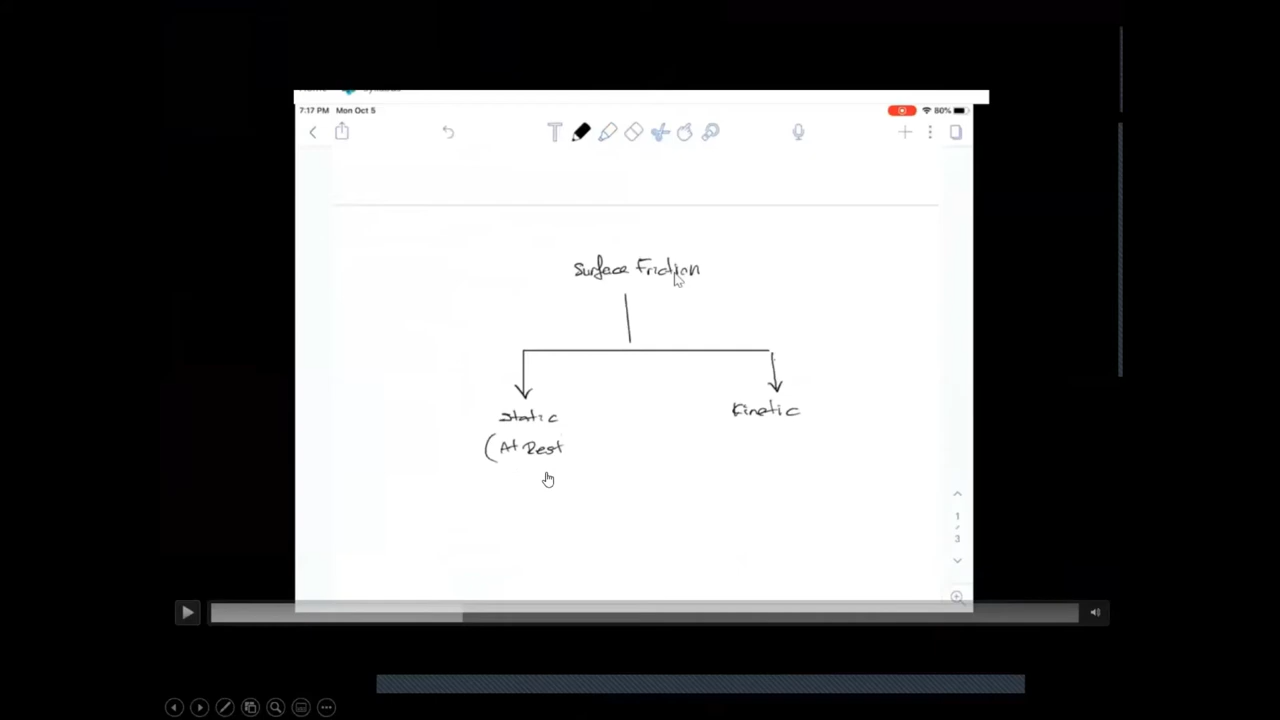 7:17 PM Mon Oct 5
80%
Surface Friction
Static
Kinetic
(At Rest
1
/
3